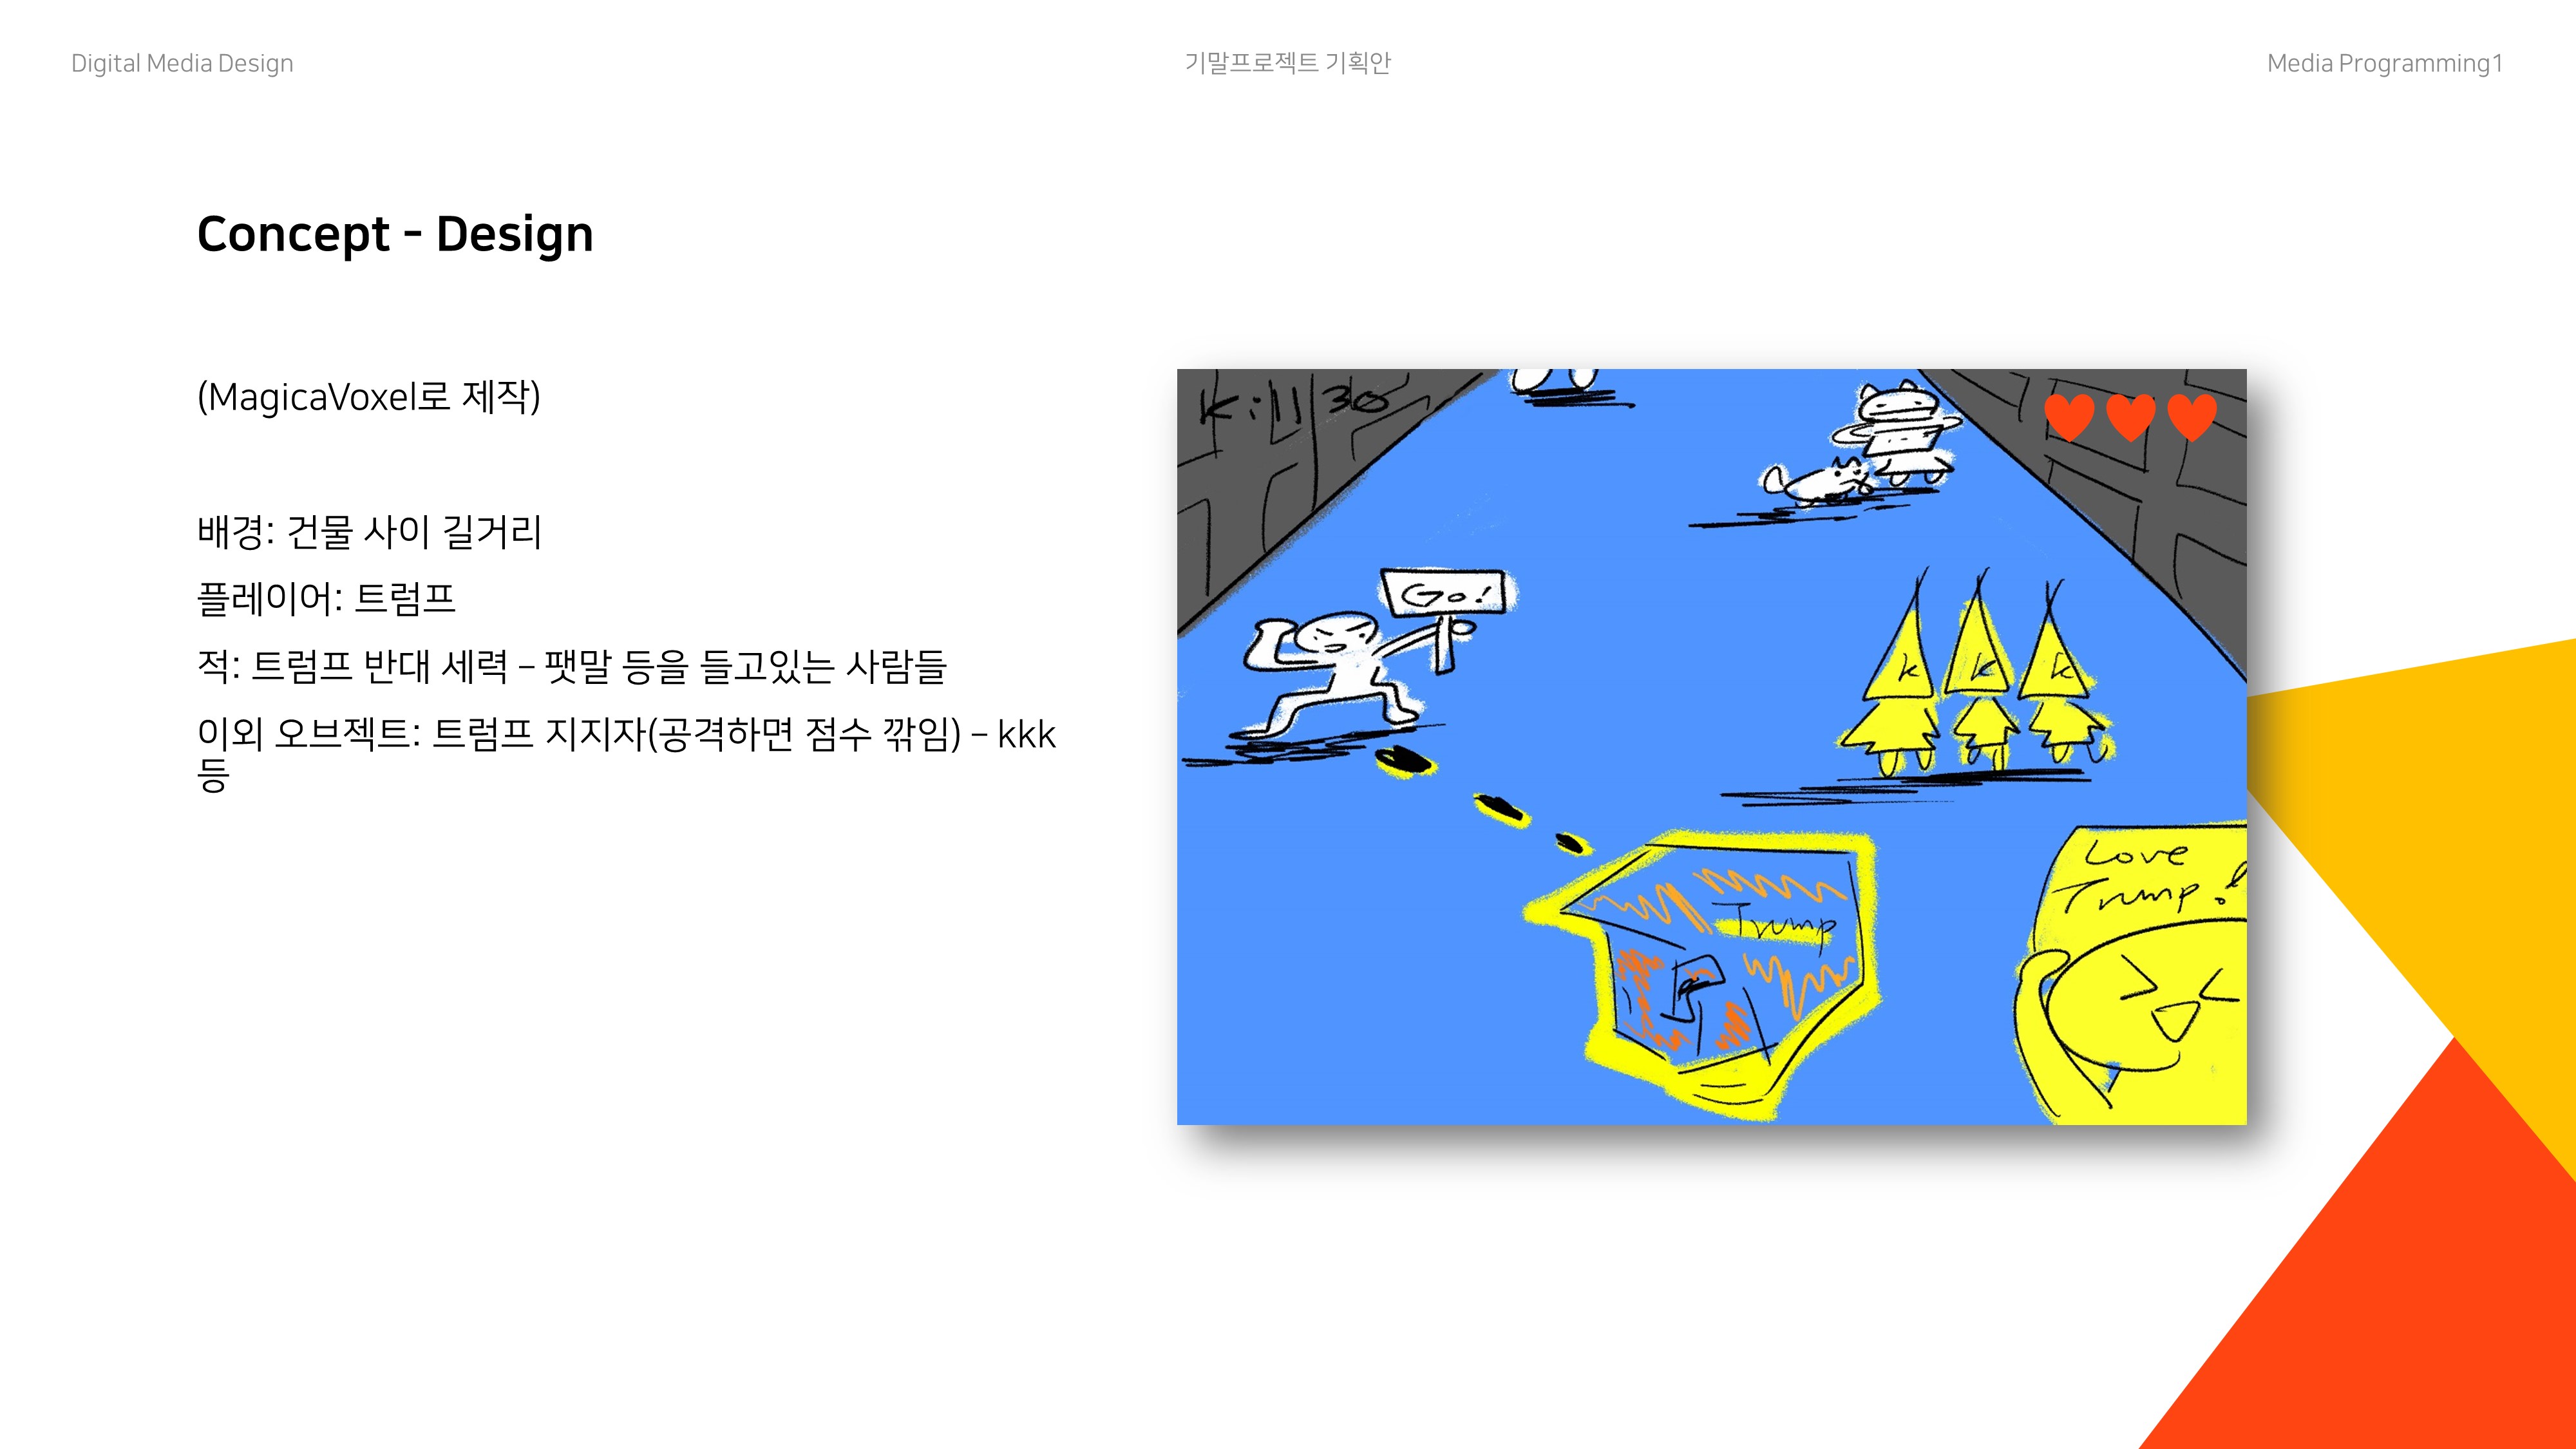 Digital Media Design
기말프로젝트 기획안
Media Programming1
Concept - Design
(MagicaVoxel로 제작)
배경: 건물 사이 길거리
플레이어: 트럼프
적: 트럼프 반대 세력 – 팻말 등을 들고있는 사람들
이외 오브젝트: 트럼프 지지자(공격하면 점수 깎임) – kkk
등
Kill 30
Go!
k k k
Trump
Love
Trump!